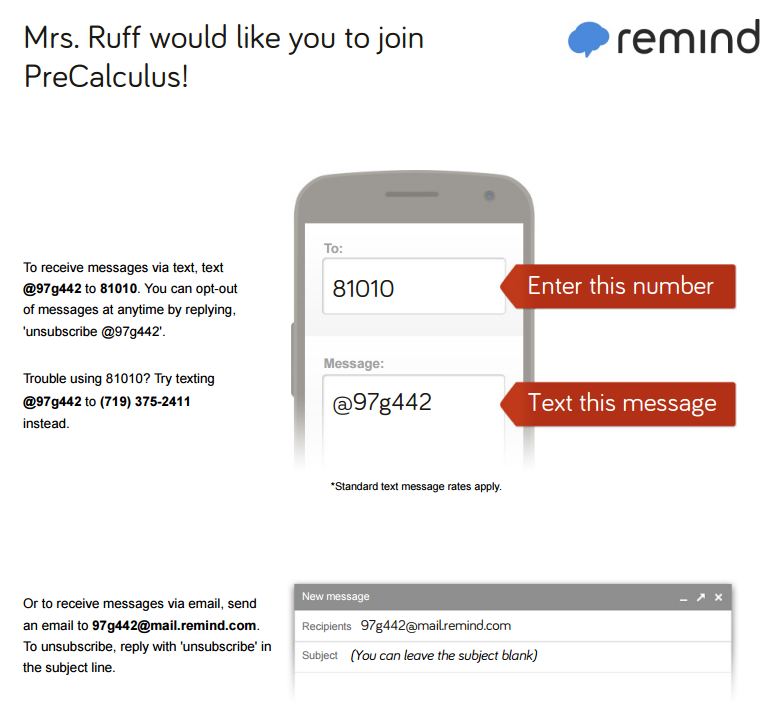 Mrs. Ruff would like you to join
PreCalculus!
remind
To receive messages via text, text
@97g442 to 81010. You can opt-out
of messages at anytime by replying,
'unsubscribe @97g442'.
Trouble using 81010? Try texting
@97g442 to (719) 375-2411
instead.
To:
81010
Enter this number
Message:
@97g442
Text this message
*Standard text message rates apply.
Or to receive messages via email, send
an email to 97g442@mail.remind.com.
To unsubscribe, reply with 'unsubscribe' in
the subject line.
New message
Recipients 97g442@mail.remind.com
Subject (You can leave the subject blank)